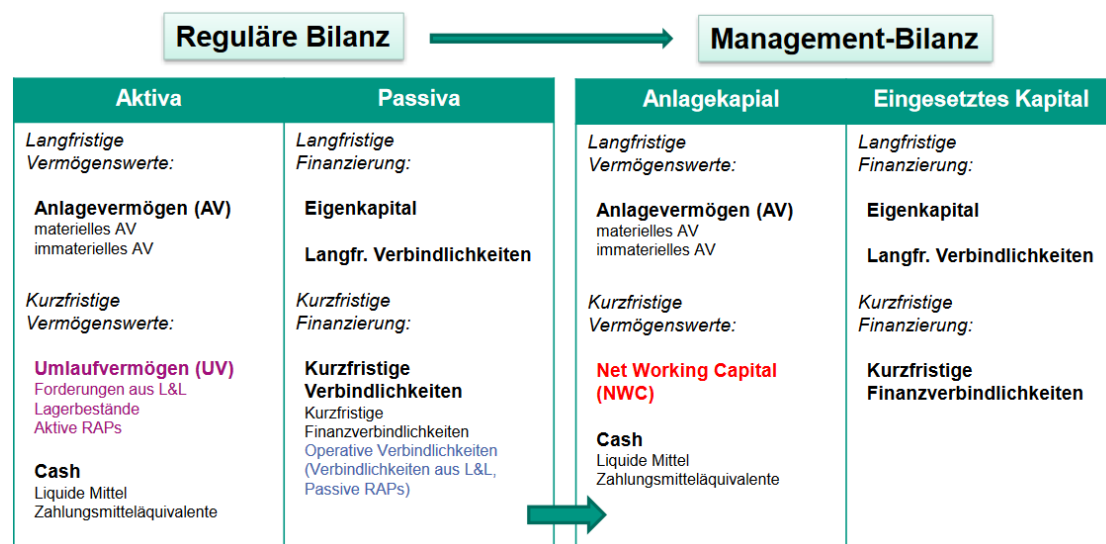 Reguläre Bilanz
Management-Bilanz
Aktiva
Passiva
Langfristige
Vermögenswerte:
Anlagevermögen (AV)
materielles AV
immaterielles AV
Kurzfristige
Vermögenswerte:
Umlaufvermögen (UV)
Forderungen aus L&L
Lagerbestände
Aktive RAPs
Cash
Liquide Mittel
Zahlungsmitteläquivalente
Langfristige
Finanzierung:
Eigenkapital
Langfr. Verbindlichkeiten
Kurzfristige
Finanzierung:
Kurzfristige
Verbindlichkeiten
Kurzfristige
Finanzverbindlichkeiten
Operative Verbindlichkeiten
(Verbindlichkeiten aus L&L,
Passive RAPs)
Anlagekapial
Eingesetztes Kapital
Langfristige
Vermögenswerte:
Anlagevermögen (AV)
materielles AV
immaterielles AV
Kurzfristige
Vermögenswerte:
Net Working Capital
(NWC)
Cash
Liquide Mittel
Zahlungsmitteläquivalente
Langfristige
Finanzierung:
Eigenkapital
Langfr. Verbindlichkeiten
Kurzfristige
Finanzierung:
Kurzfristige
Finanzverbindlichkeiten